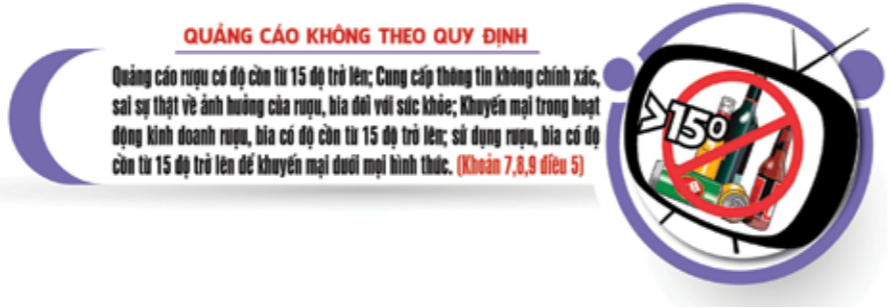 QUẢNG CÁO KHÔNG THEO QUY ĐỊNH
Quảng cáo rượu có độ cồn từ 15 độ trở lên; Cung cấp thông tin không chính xác,
sai sự thật về ảnh hưởng của rượu, bia đối với sức khỏe; Khuyến mại trong hoạt
động kinh doanh rượu, bia có độ cồn từ 15 độ trở lên; sử dụng rượu, bia có độ
cồn từ 15 độ trở lên để khuyến mại dưới mọi hình thức. (Khoản 7,8,9 điều 5)
>15⁰